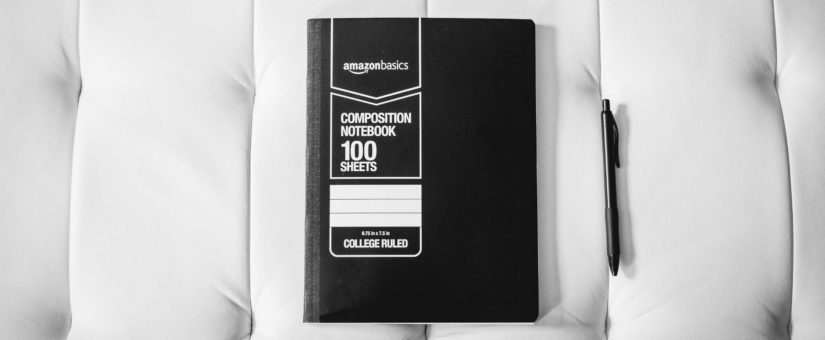 amazonbasics
COMPOSITION
NOTEBOOK
100
SHEETS
9.75 in x 7.5 in
COLLEGE RULED